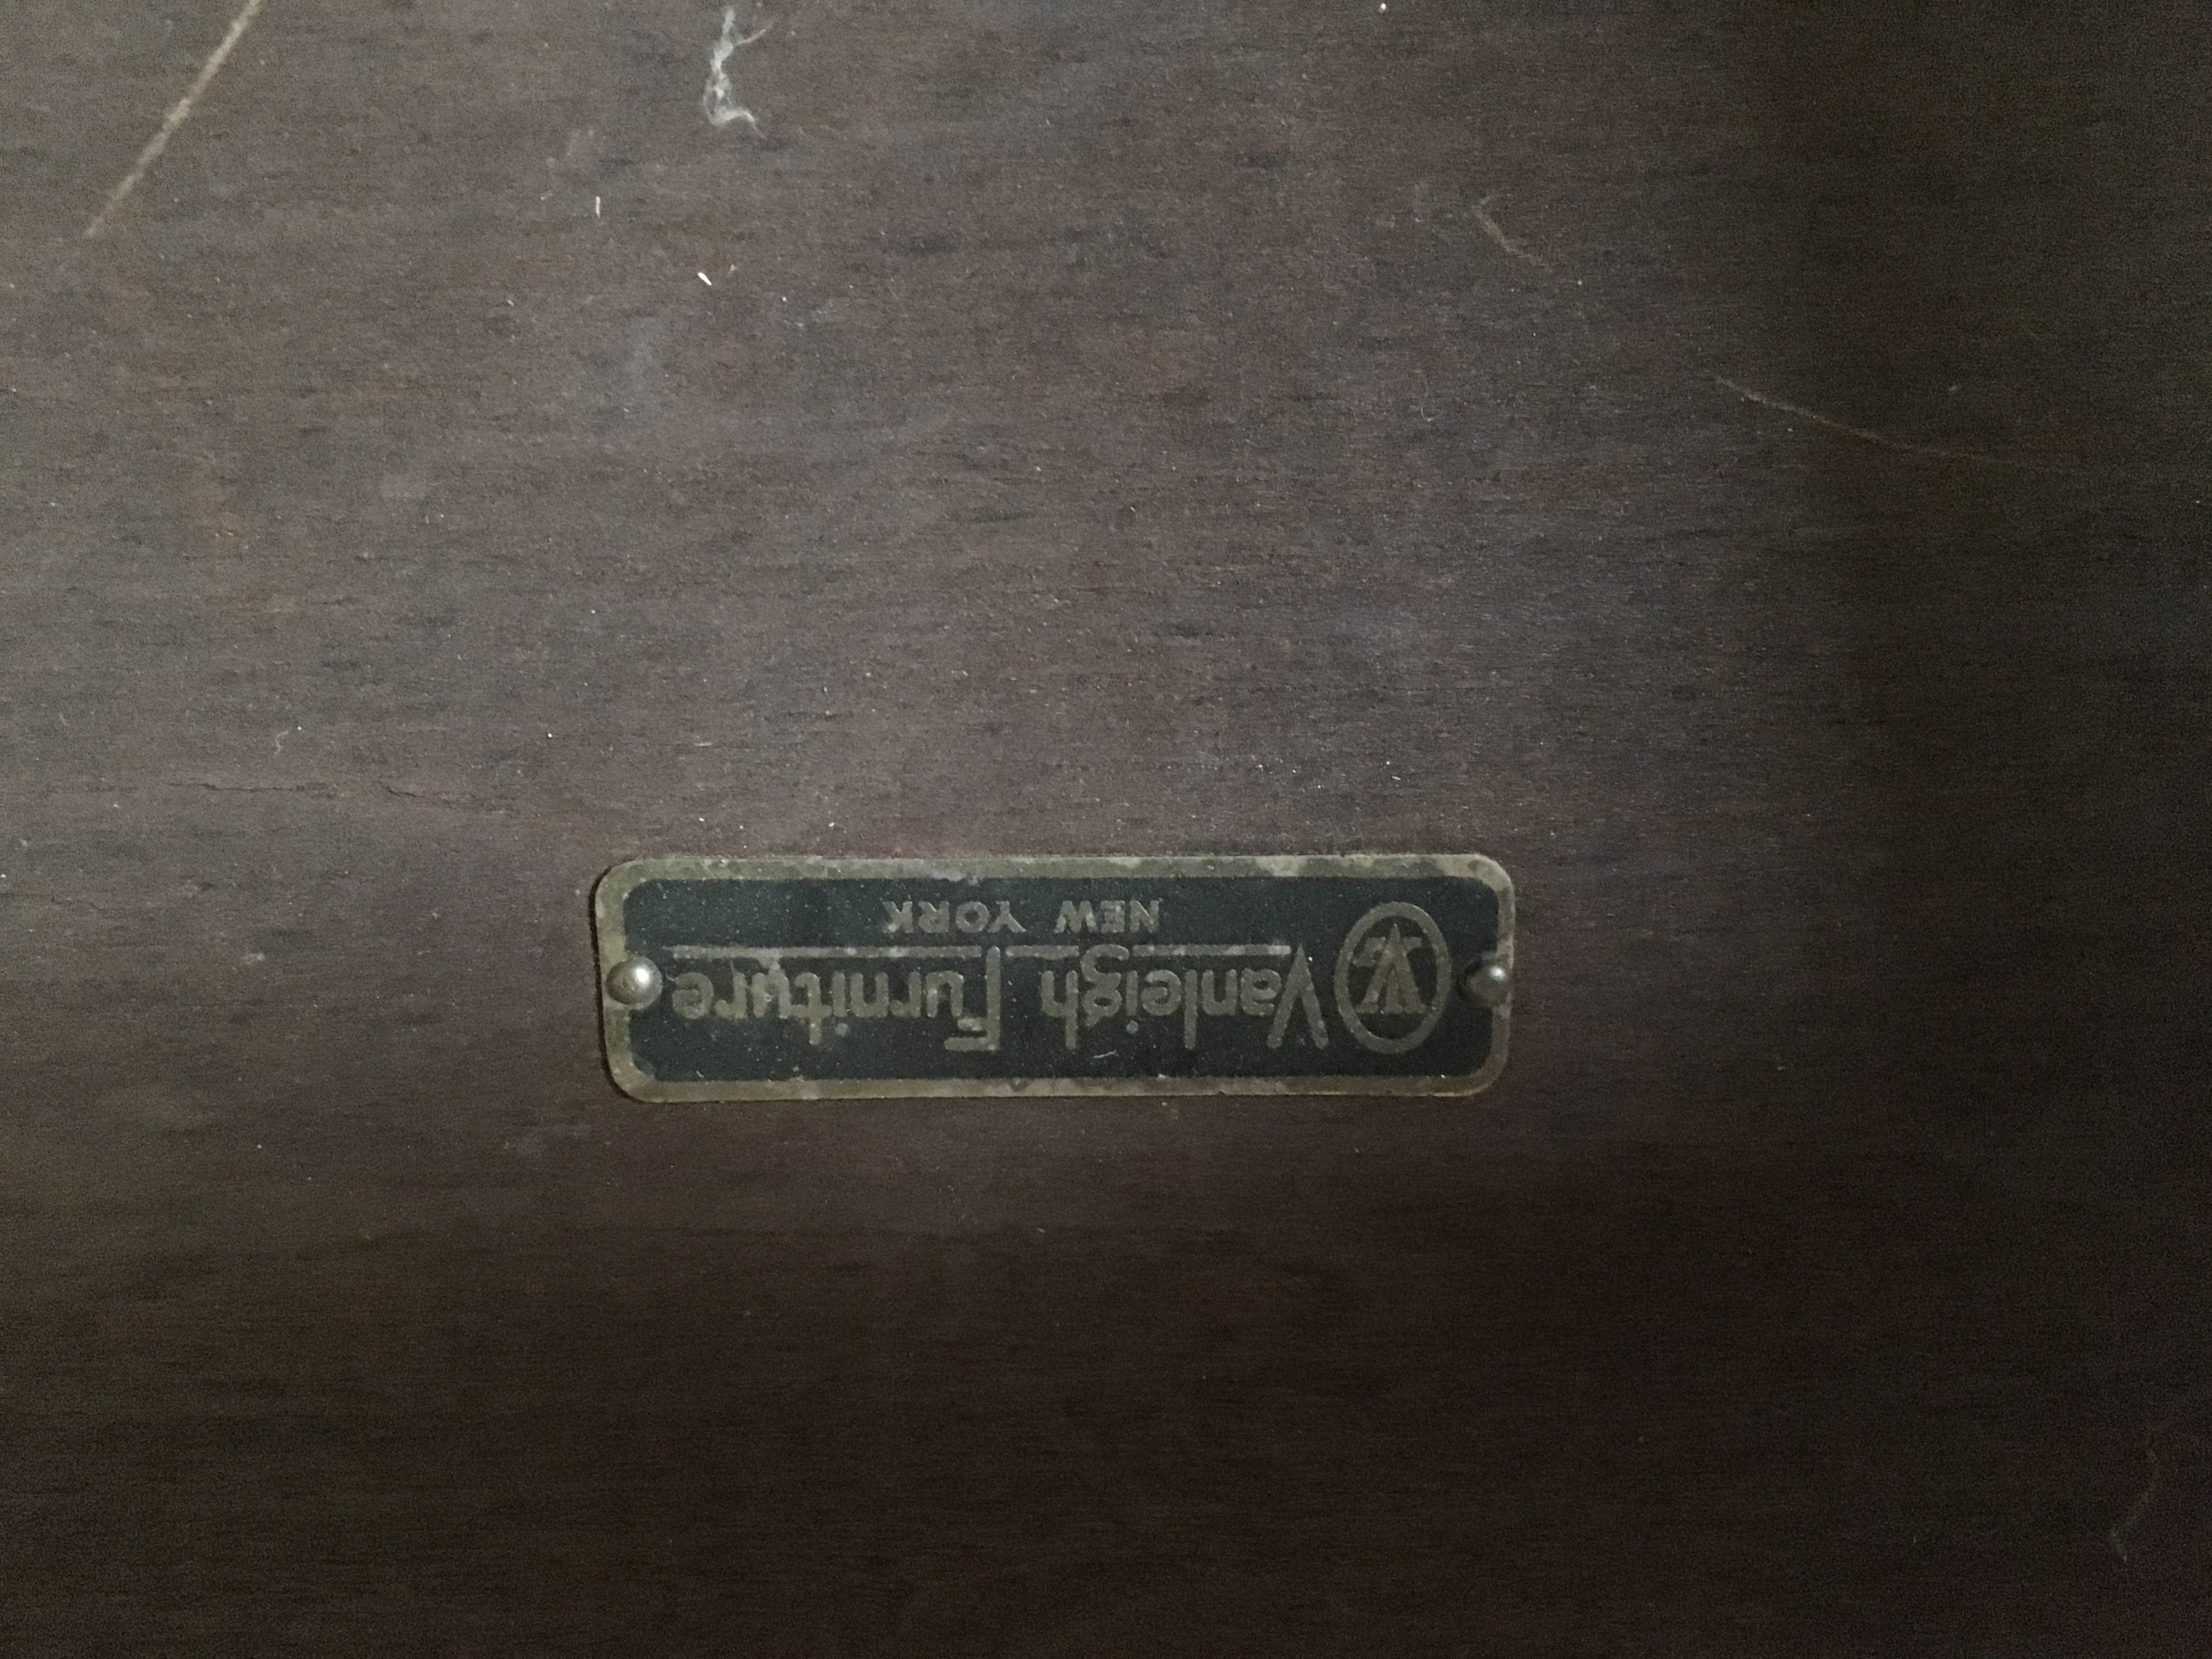 Vanleigh Furniture
NEW YORK